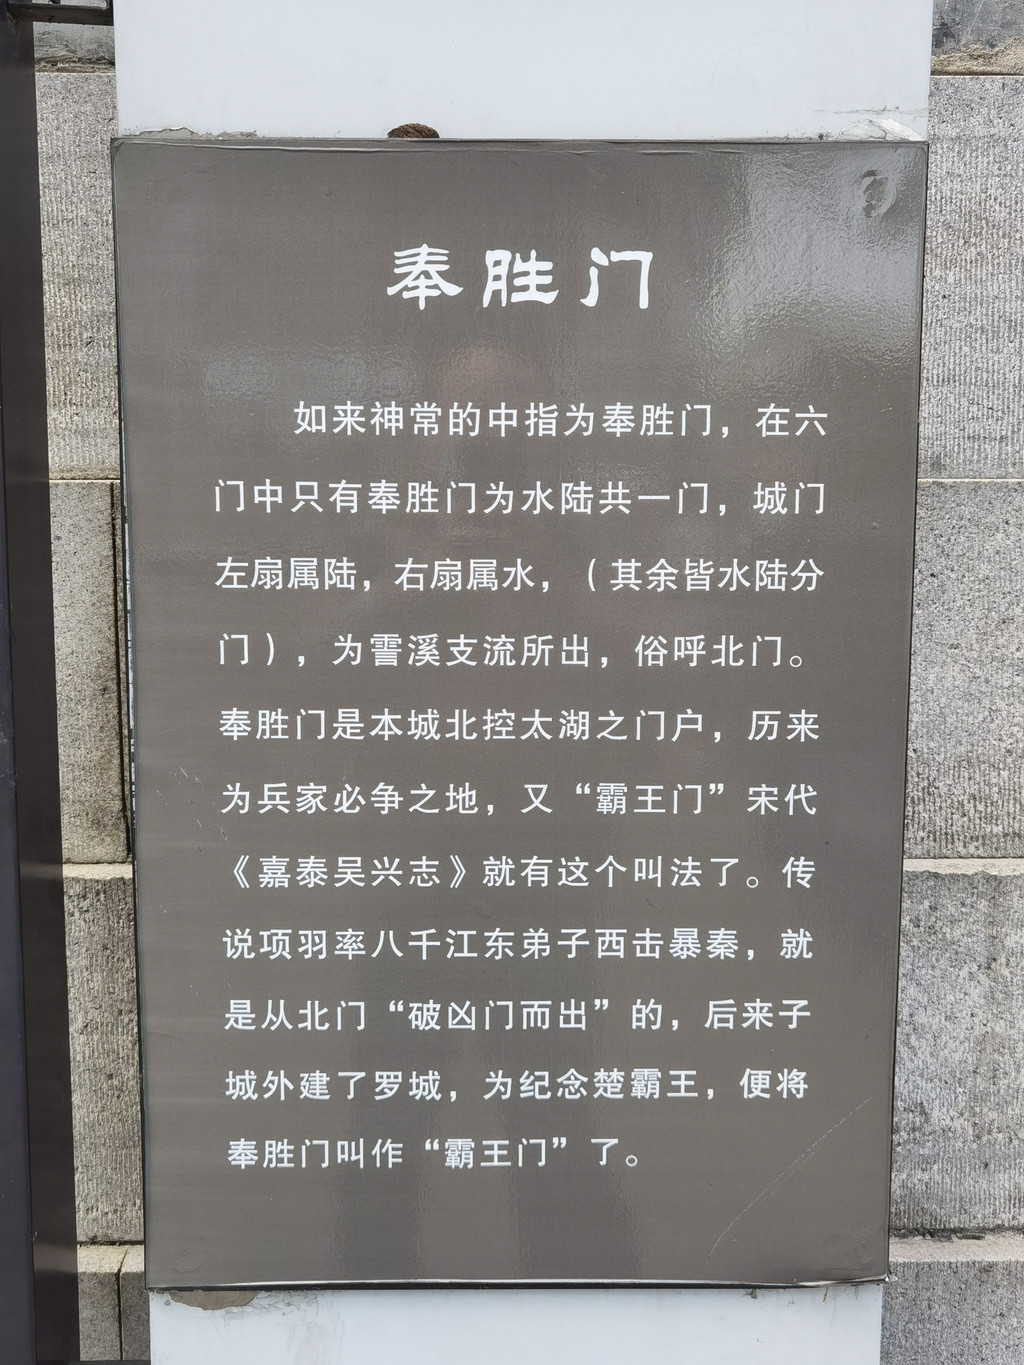 奉胜门
如来神常的中指为奉胜门，在六
门中只有奉胜门为水陆共一门，城门
左扇属陆，右扇属水，（其余皆水陆分
门），为霅溪支流所出，俗呼北门。
奉胜门是本城北控太湖之门户，历来
为兵家必争之地，又“霸王门”宋代
《嘉泰吴兴志》就有这个叫法了。传
说项羽率八千江东弟子西击暴秦，就
是从北门“破凶门而出”的，后来子
城外建了罗城，为纪念楚霸王，便将
奉胜门叫作“霸王门”了。